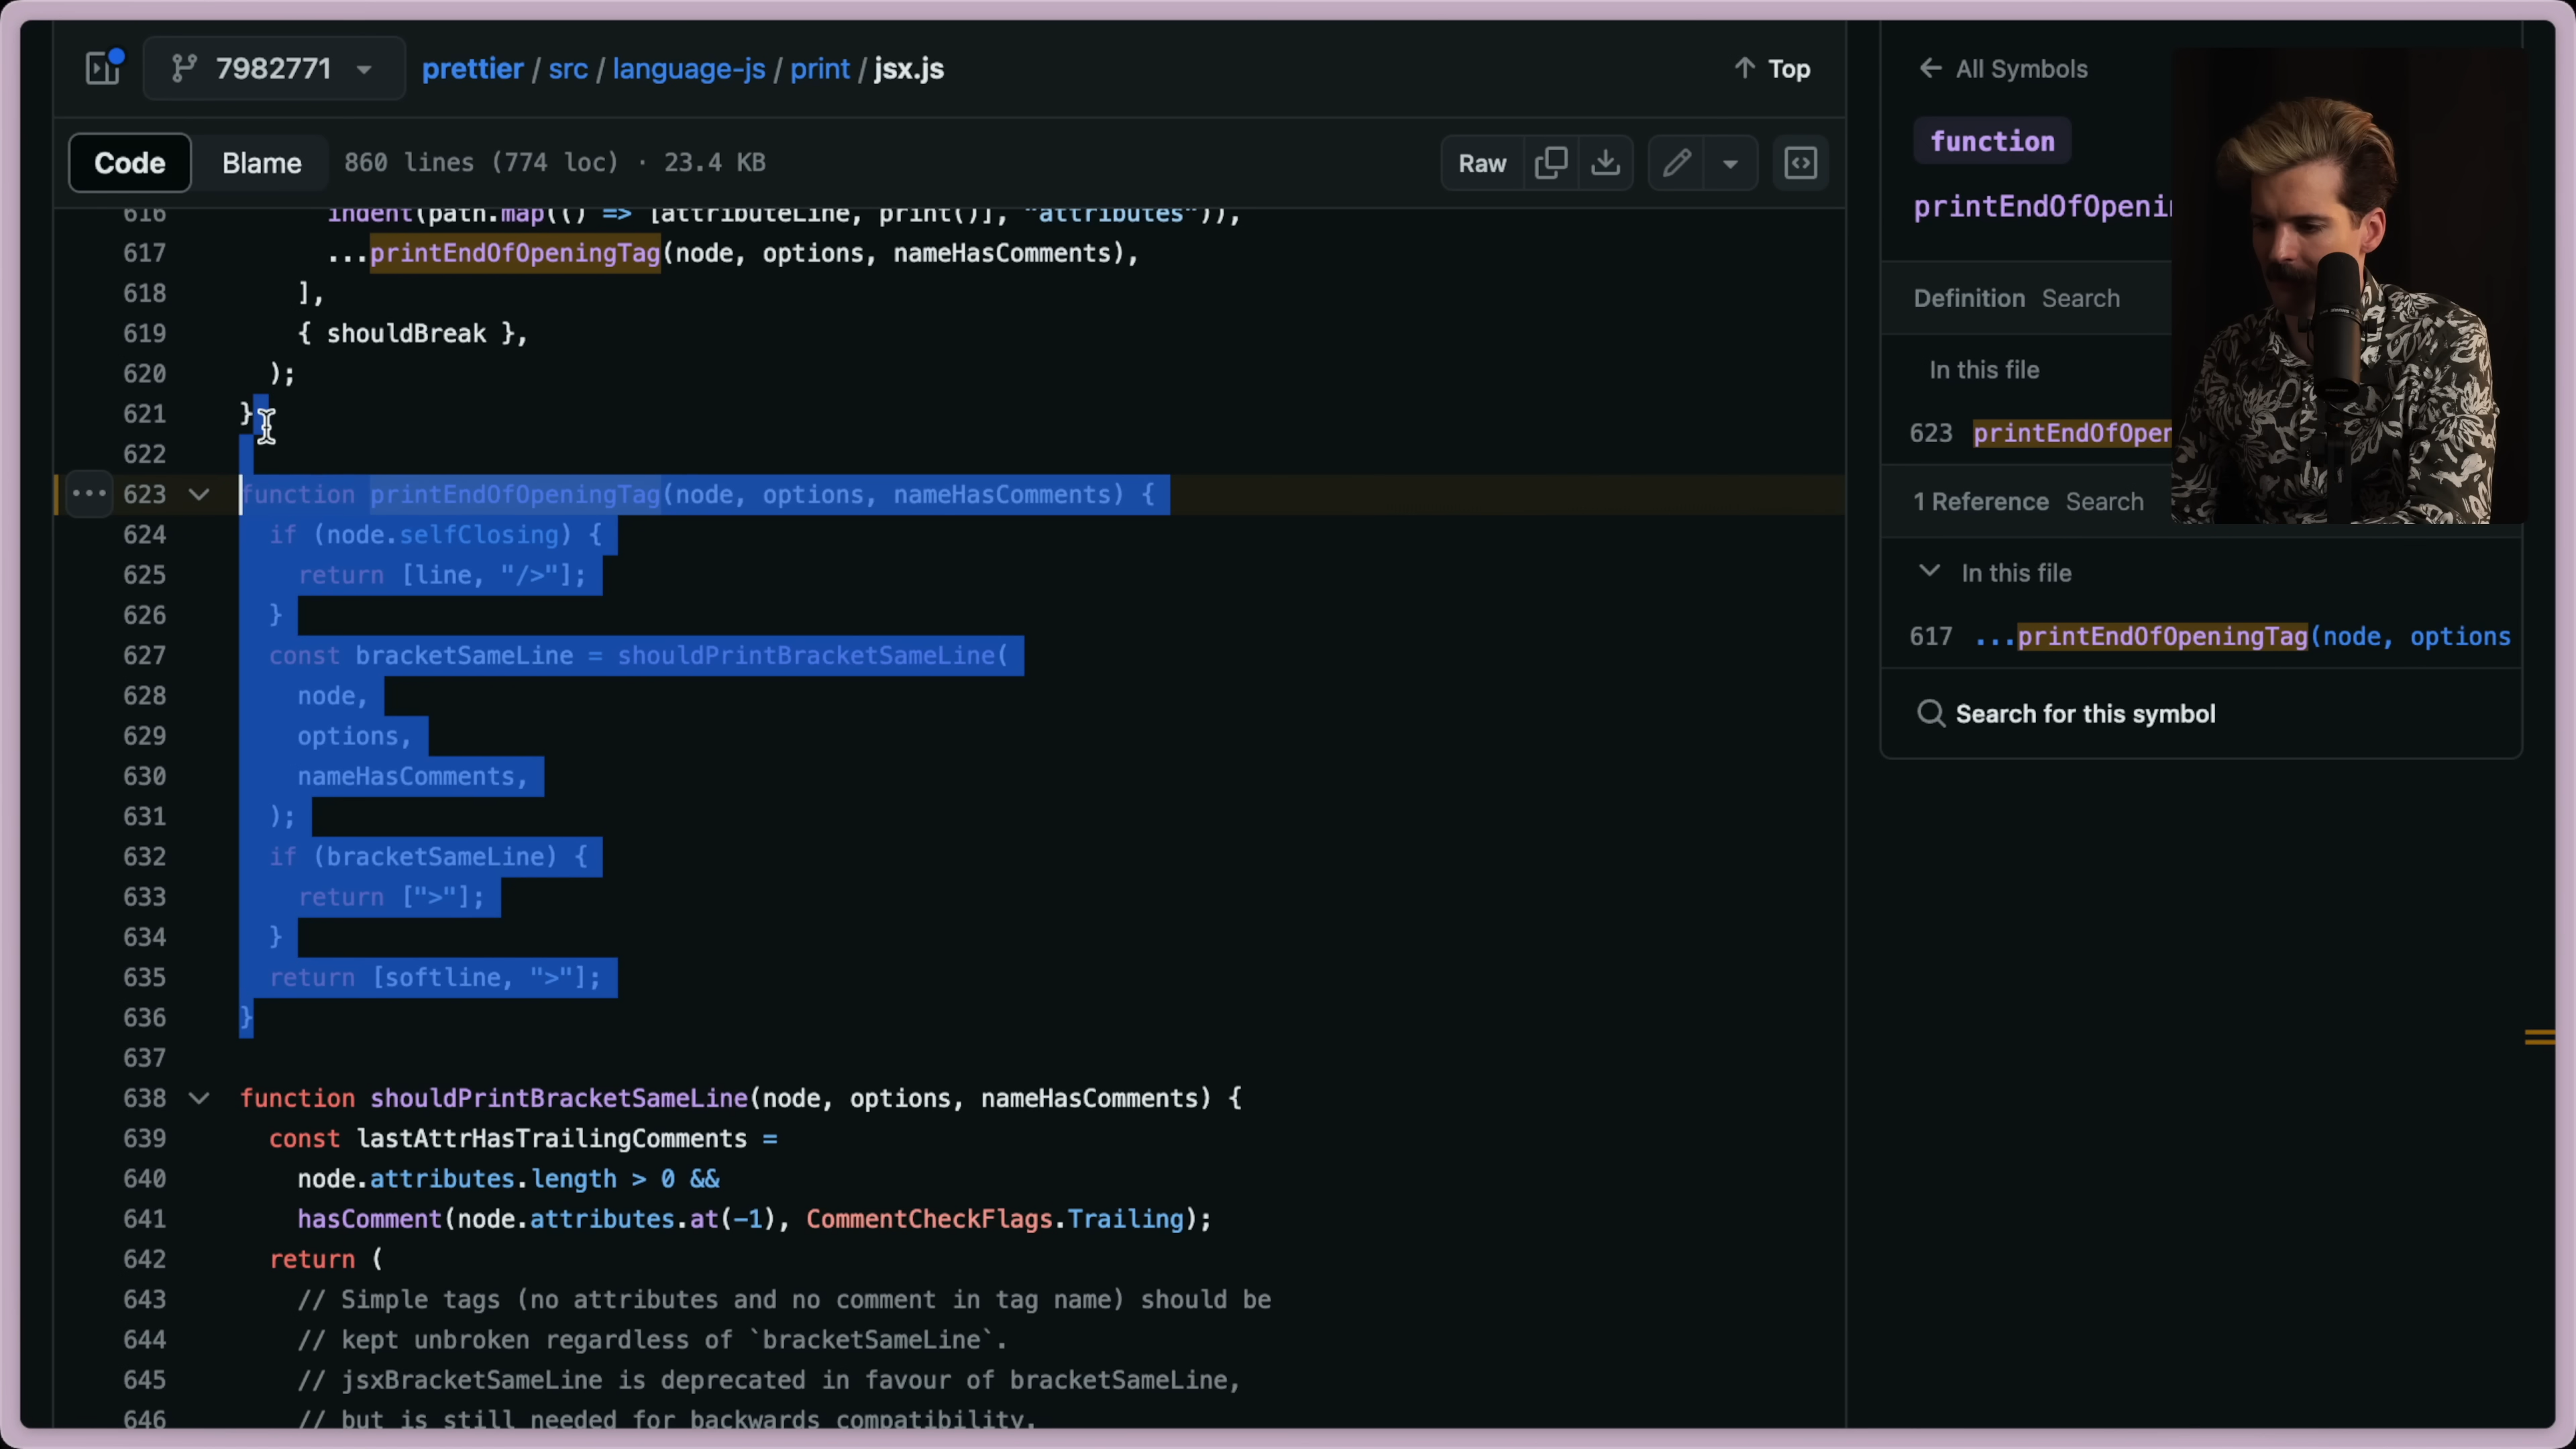 7982771 prettier / src / language-js / print / jsx.js Top
Code Blame 860 lines (774 loc) · 23.4 KB Raw
616 indent(path.map(() => [attributeLine, print()], "attributes")),
617 ...printEndOfOpeningTag(node, options, nameHasComments),
618 ],
619 { shouldBreak },
620 );
621 }
622
623 function printEndOfOpeningTag(node, options, nameHasComments) {
624 if (node.selfClosing) {
625 return [line, "/>"];
626 }
627 const bracketSameLine = shouldPrintBracketSameLine(
628 node,
629 options,
630 nameHasComments,
631 );
632 if (bracketSameLine) {
633 return [">"];
634 }
635 return [softline, ">"];
636 }
637
638 function shouldPrintBracketSameLine(node, options, nameHasComments) {
639 const lastAttrHasTrailingComments =
640 node.attributes.length > 0 &&
641 hasComment(node.attributes.at(-1), CommentCheckFlags.Trailing);
642 return (
643 // Simple tags (no attributes and no comment in tag name) should be
644 // kept unbroken regardless of `bracketSameLine`.
645 // jsxBracketSameLine is deprecated in favour of bracketSameLine,
646 // but is still needed for backwards compatibility.
All Symbols
function
printEndOfOpeni
Definition Search
In this file
623 printEndOfOpen
1 Reference Search
In this file
617 ...printEndOfOpeningTag(node, options
Search for this symbol